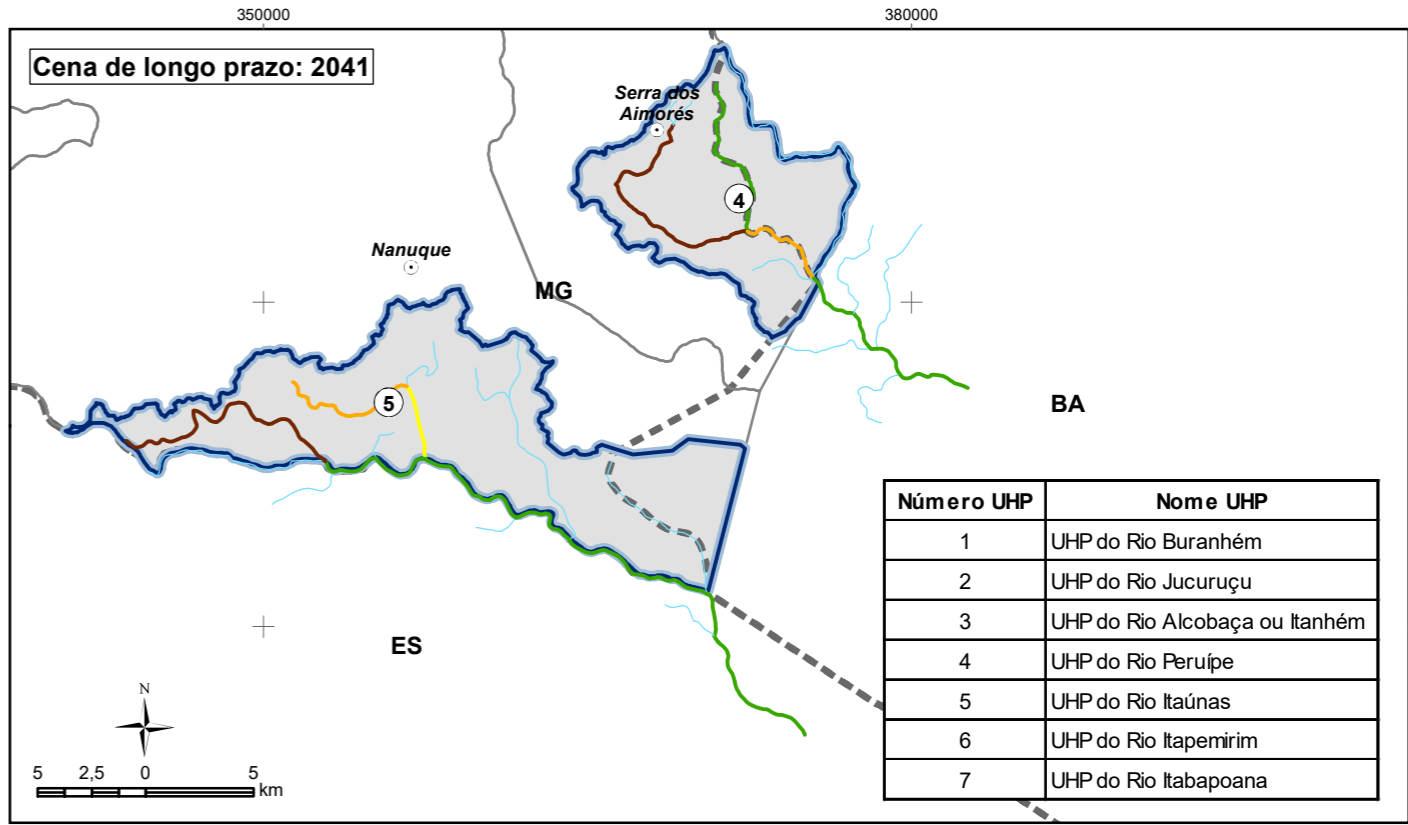 350000 380000
Cena de longo prazo: 2041
Serra dos
Aimorés
4
Nanuque
MG
5
BA
ES
Número UHP Nome UHP
1 UHP do Rio Buranhém
2 UHP do Rio Jucuruçu
3 UHP do Rio Alcobaça ou Itanhém
4 UHP do Rio Peruípe
5 UHP do Rio Itaúnas
6 UHP do Rio Itapemirim
7 UHP do Rio Itabapoana
N
5 2,5 0 5
km